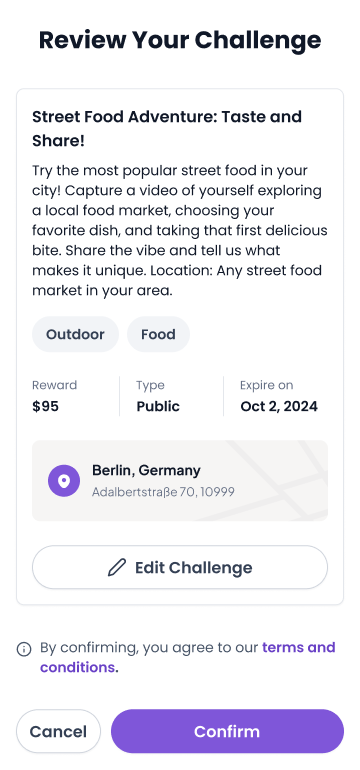 Review Your Challenge
Street Food Adventure: Taste and
Share!
Try the most popular street food in your
city! Capture a video of yourself exploring
a local food market, choosing your
favorite dish, and taking that first delicious
bite. Share the vibe and tell us what
makes it unique. Location: Any street food
market in your area.
Outdoor Food
Reward Type Expire on
$95 Public Oct 2, 2024
Berlin, Germany
Adalbertstraße 70, 10999
Edit Challenge
By confirming, you agree to our terms and
conditions.
Cancel Confirm